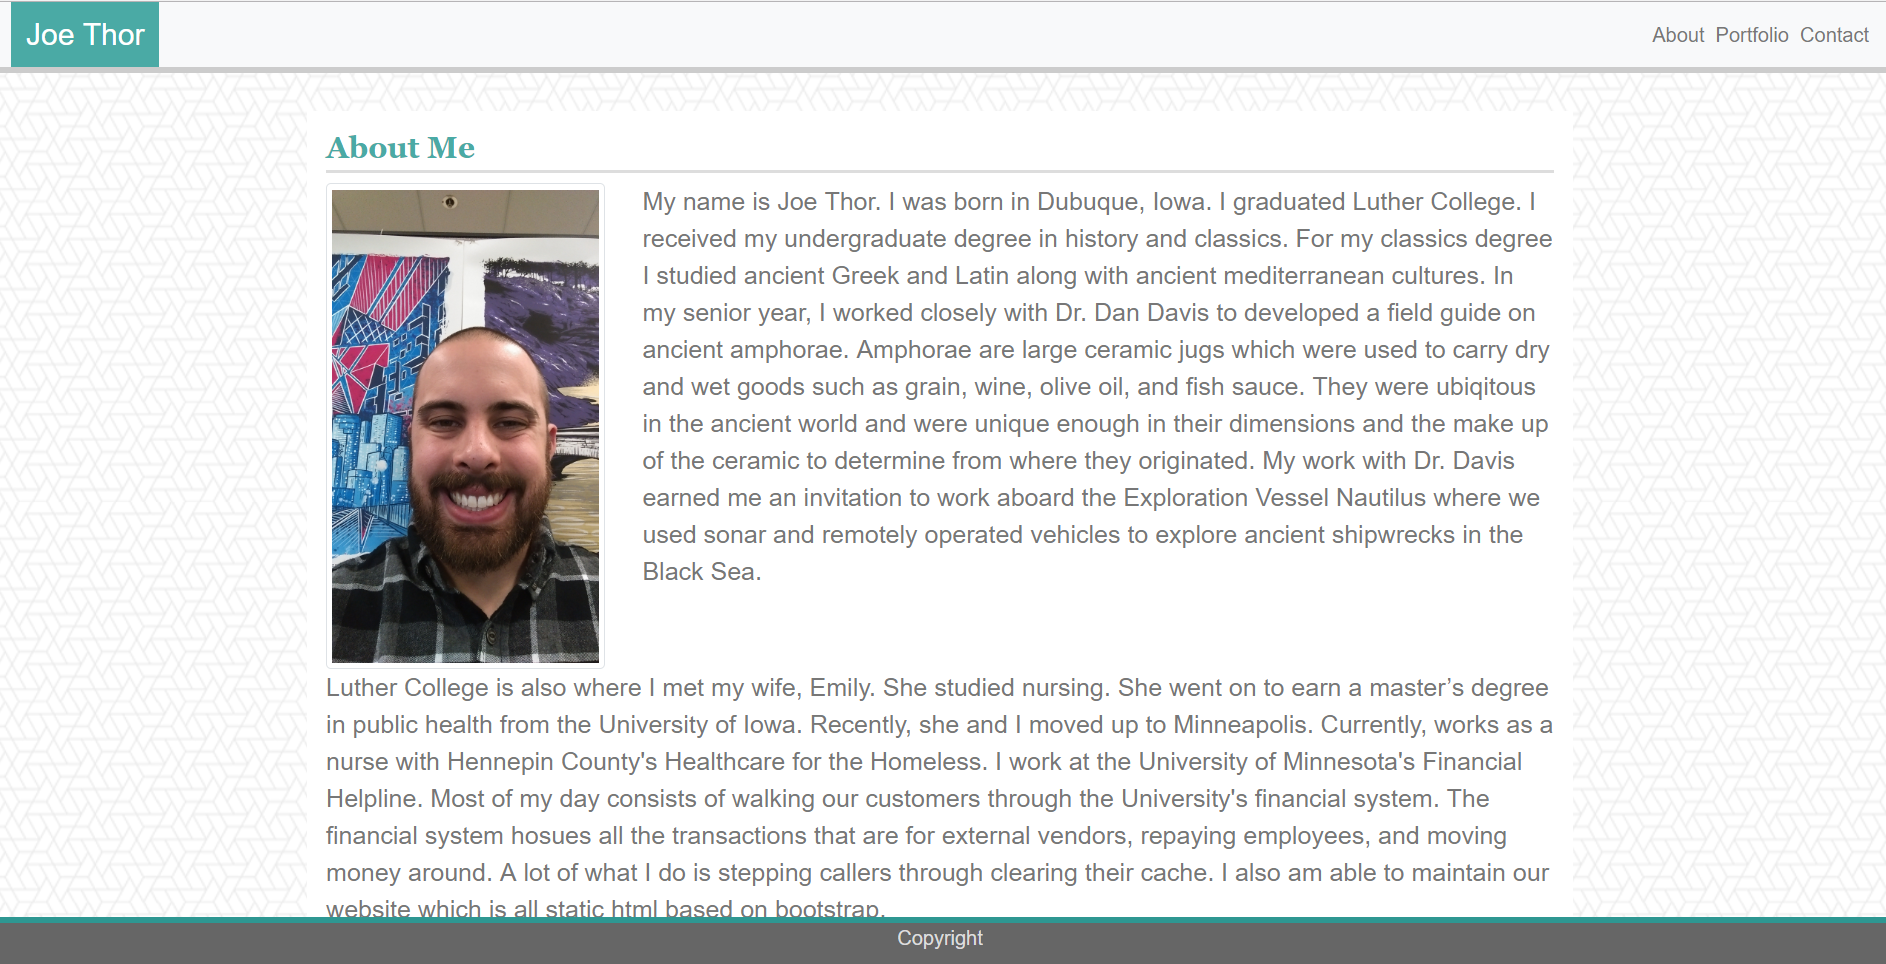 Joe Thor
About Portfolio Contact
About Me
My name is Joe Thor. I was born in Dubuque, Iowa. I graduated Luther College. I
received my undergraduate degree in history and classics. For my classics degree
I studied ancient Greek and Latin along with ancient mediterranean cultures. In
my senior year, I worked closely with Dr. Dan Davis to developed a field guide on
ancient amphorae. Amphorae are large ceramic jugs which were used to carry dry
and wet goods such as grain, wine, olive oil, and fish sauce. They were ubiqitous
in the ancient world and were unique enough in their dimensions and the make up
of the ceramic to determine from where they originated. My work with Dr. Davis
earned me an invitation to work aboard the Exploration Vessel Nautilus where we
used sonar and remotely operated vehicles to explore ancient shipwrecks in the
Black Sea.
Luther College is also where I met my wife, Emily. She studied nursing. She went on to earn a master’s degree
in public health from the University of Iowa. Recently, she and I moved up to Minneapolis. Currently, works as a
nurse with Hennepin County's Healthcare for the Homeless. I work at the University of Minnesota's Financial
Helpline. Most of my day consists of walking our customers through the University's financial system. The
financial system hosues all the transactions that are for external vendors, repaying employees, and moving
money around. A lot of what I do is stepping callers through clearing their cache. I also am able to maintain our
website which is all static html based on bootstrap.
Copyright